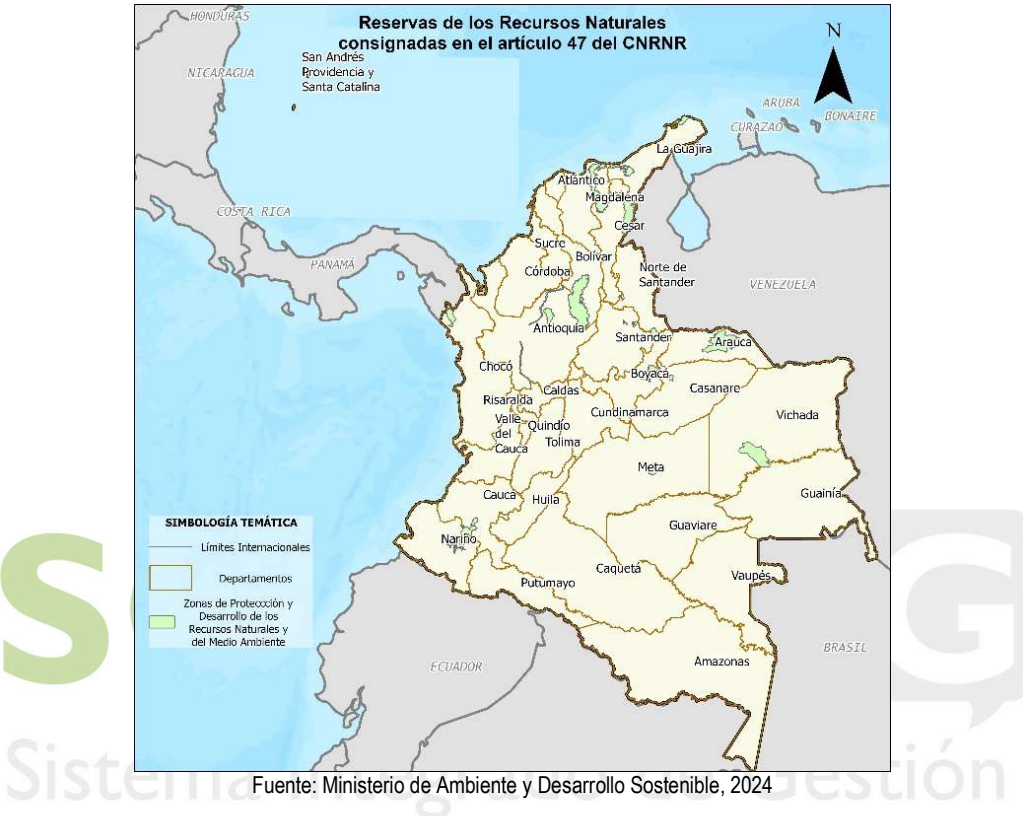 Reservas de los Recursos Naturales
consignadas en el artículo 47 del CNRNR
N
HONDURAS
NICARAGUA
San Andrés
Providencia y
Santa Catalina
ARUBA
BONAIRE
CURAZAO
COSTA RICA
PANAMÁ
VENEZUELA
La Guajira
Atlántico
Magdalena
Cesar
Sucre
Bolívar
Córdoba
Norte de
Santander
Antioquia
Santander
Arauca
Chocó
Boyacá
Caldas
Casanare
Risaralda
Cundinamarca
Vichada
Valle
del
Cauca
Quindío
Tolima
Meta
Cauca
Huila
Guainía
Guaviare
Nariño
Caquetá
Vaupés
Putumayo
Amazonas
ECUADOR
BRASIL
SIMBOLOGÍA TEMÁTICA
Límites Internacionales
Departamentos
Zonas de Protección y
Desarrollo de los
Recursos Naturales y
del Medio Ambiente
Fuente: Ministerio de Ambiente y Desarrollo Sostenible, 2024